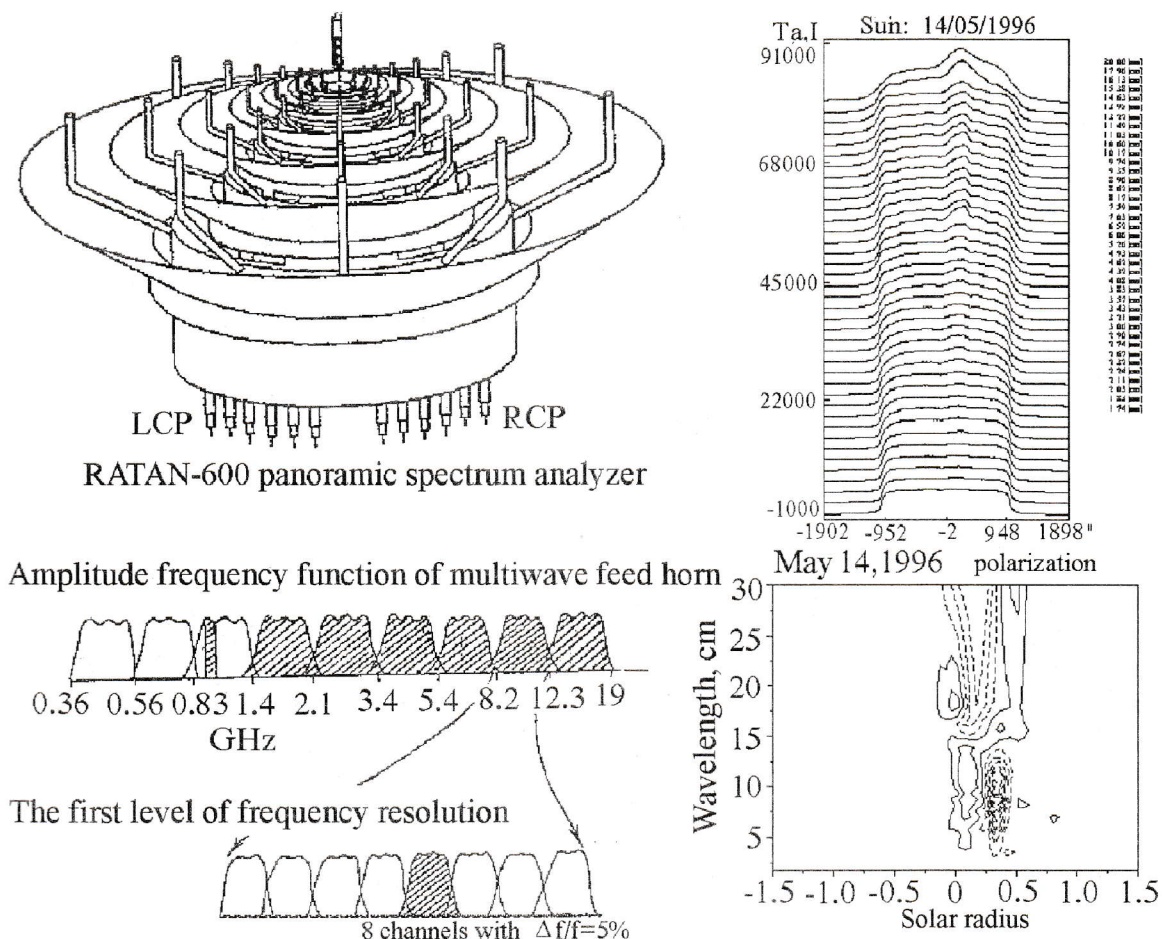 LCP
RCP
RATAN-600 panoramic spectrum analyzer
Ta,I Sun: 14/05/1996
91000
68000
45000
22000
-1000
-1902 -952 -2 948 1898"
Amplitude frequency function of multiwave feed horn
0.36 0.56 0.83 1.4 2.1 3.4 5.4 8.2 12.3 19
GHz
The first level of frequency resolution
8 channels with Δf/f=5%
May 14,1996 polarization
Wavelength, cm
30
25
20
15
10
5
-1.5 -1.0 -0.5 0 0.5 1.0 1.5
Solar radius